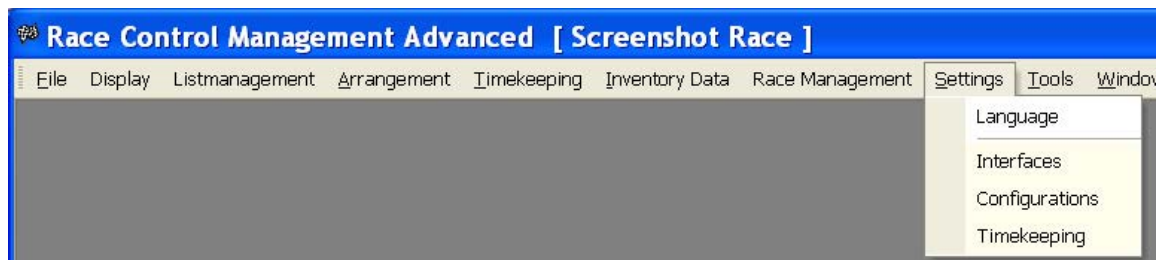 Race Control Management Advanced [ Screenshot Race ]
File Display Listmanagement Arrangement Timekeeping Inventory Data Race Management Settings Tools
Language
Interfaces
Configurations
Timekeeping